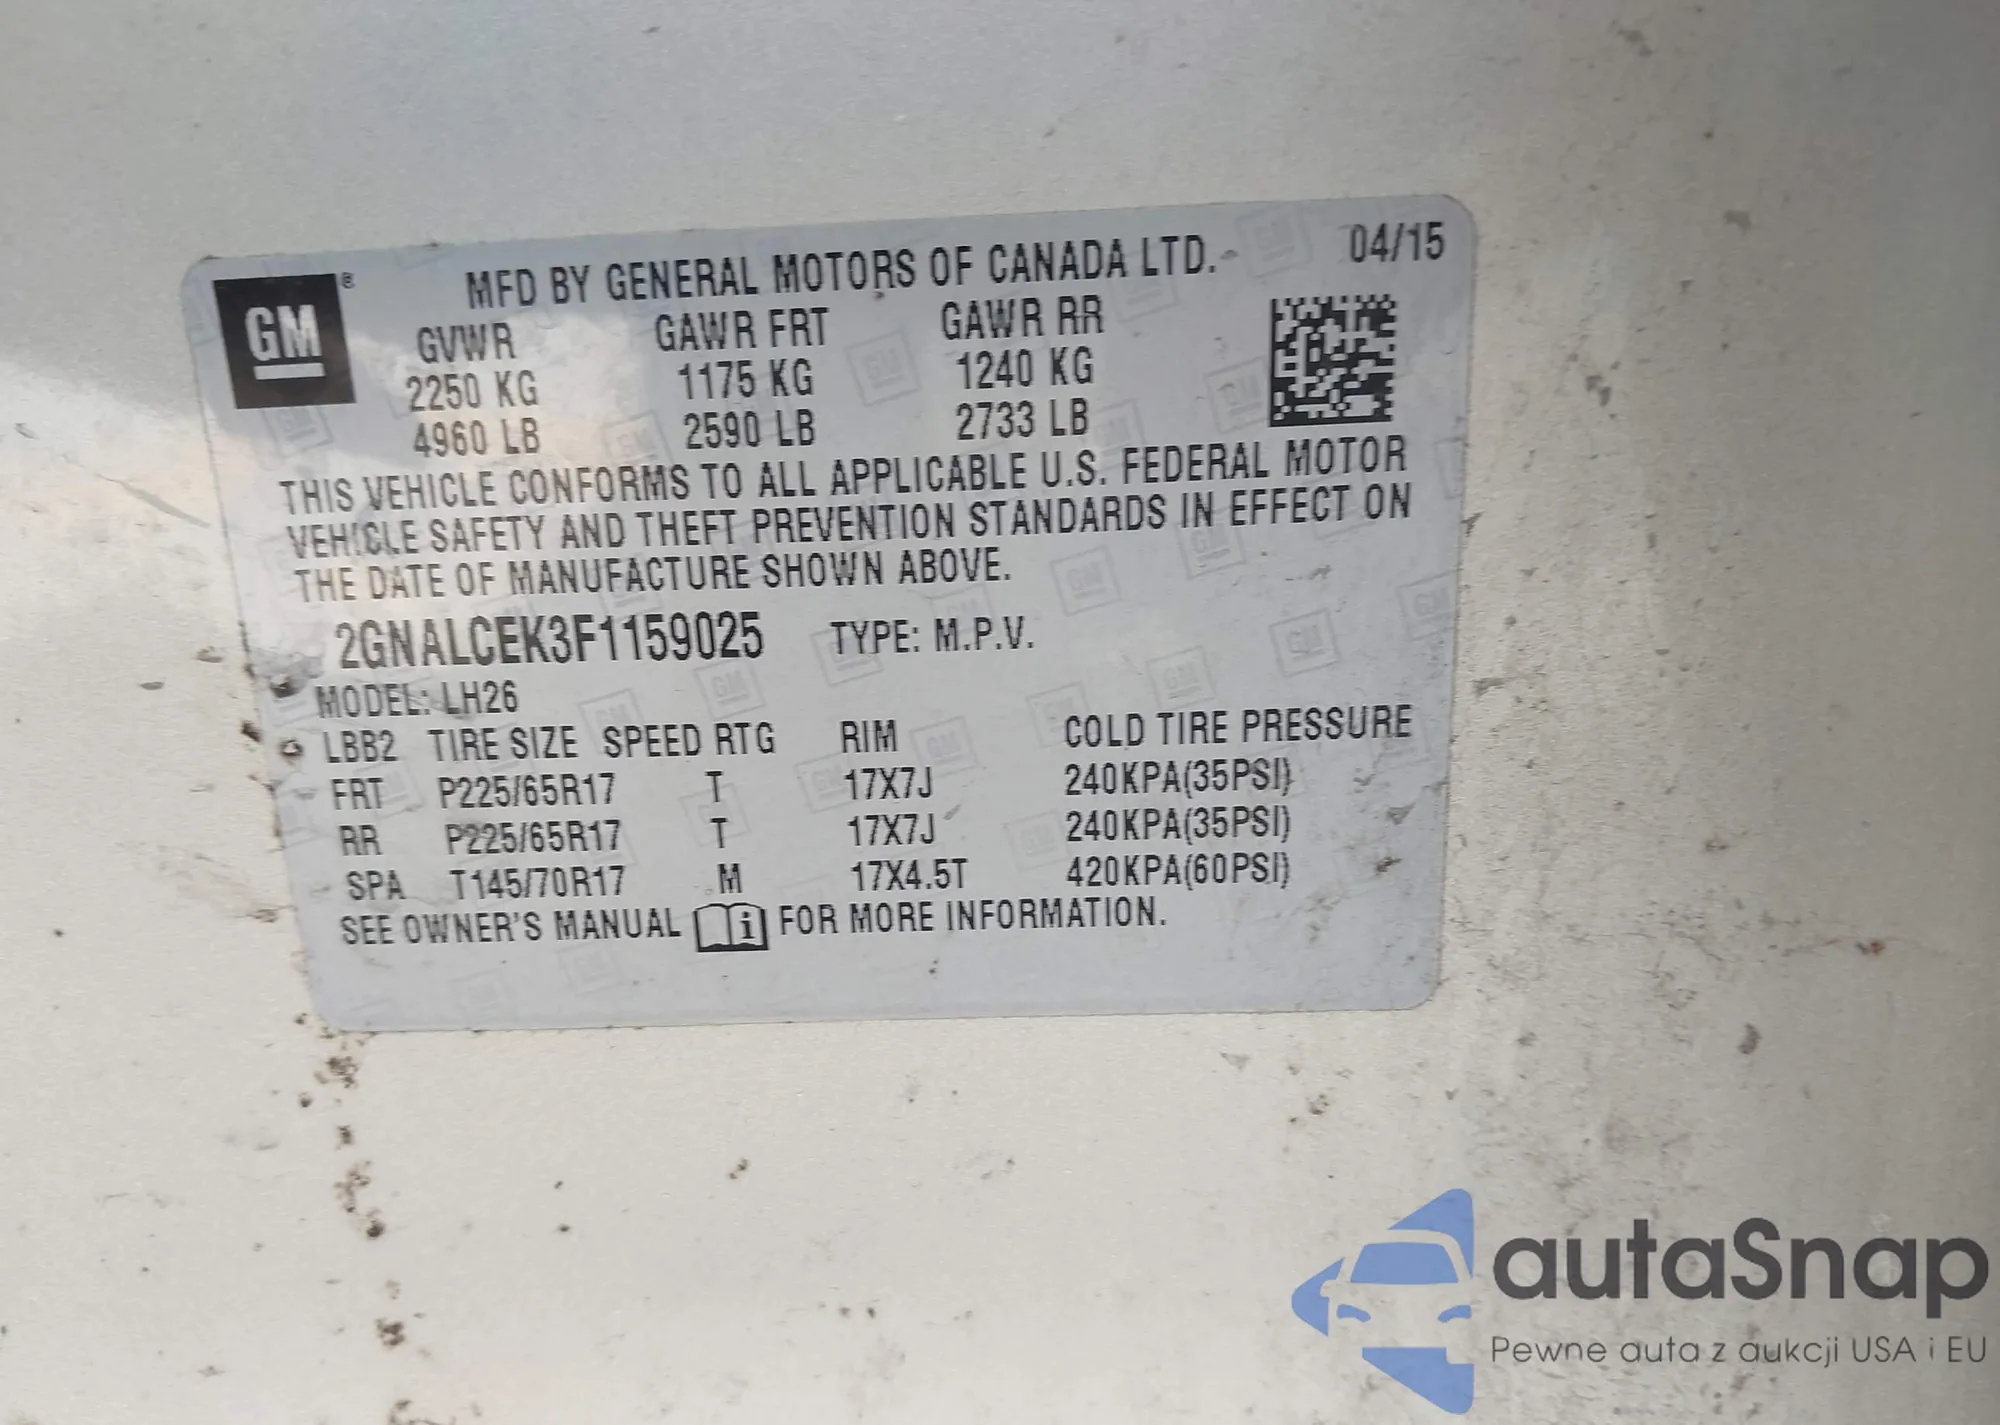 GM®
MFD BY GENERAL MOTORS OF CANADA LTD. 04/15
GVWR GAWR FRT GAWR RR
2250 KG 1175 KG 1240 KG
4960 LB 2590 LB 2733 LB
THIS VEHICLE CONFORMS TO ALL APPLICABLE U.S. FEDERAL MOTOR
VEHICLE SAFETY AND THEFT PREVENTION STANDARDS IN EFFECT ON
THE DATE OF MANUFACTURE SHOWN ABOVE.
2GNALCEK3F1159025 TYPE: M.P.V.
MODEL: LH26
LBB2 TIRE SIZE SPEED RTG RIM COLD TIRE PRESSURE
FRT P225/65R17 T 17X7J 240KPA(35PSI)
RR P225/65R17 T 17X7J 240KPA(35PSI)
SPA T145/70R17 M 17X4.5T 420KPA(60PSI)
SEE OWNER'S MANUAL i FOR MORE INFORMATION.
autaSnap
Pewne auta z aukcji USA i EU